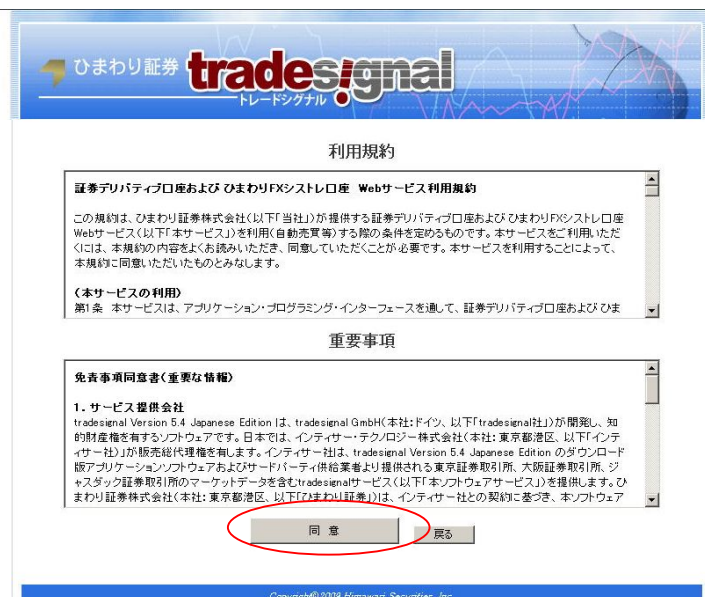 ひまわり証券 tradesignal
トレードシグナル
利用規約
証券デリバティブ口座および ひまわりFXシストレ口座 Webサービス利用規約
この規約は、ひまわり証券株式会社(以下「当社」)が提供する証券デリバティブ口座および ひまわりFXシストレ口座
Webサービス(以下「本サービス」)を利用(自動売買等)する際の条件を定めるものです。本サービスをご利用いただ
くには、本規約の内容をよくお読みいただき、同意していただくことが必要です。本サービスを利用することによって、
本規約に同意いただいたものとみなします。
(本サービスの利用)
第1条 本サービスは、アプリケーション・プログラミング・インターフェースを通して、証券デリバティブ口座および ひま
重要事項
免責事項同意書(重要な情報)
1. サービス提供会社
tradesignal Version 5.4 Japanese Edition は、tradesignal GmbH(本社:ドイツ、以下「tradesignal社」)が開発し、知
的財産権を有するソフトウェアです。日本では、インティサー・テクノロジー株式会社(本社:東京都港区、以下「インテ
ィサー社)」が販売総代理権を有します。インティサー社は、tradesignal Version 5.4 Japanese Edition のダウンロード
版アプリケーションソフトウェアおよびサードパーティ供給業者より提供される東京証券取引所、大阪証券取引所、ジ
ャスダック証券取引所のマーケットデータを含むtradesignalサービス(以下「本ソフトウェアサービス」)を提供します。ひ
まわり証券株式会社(本社:東京都港区、以下「ひまわり証券」)は、インティサー社との契約に基づき、本ソフトウェア
同 意
戻る
Copyright© 2009 Himawari Securities, Inc.